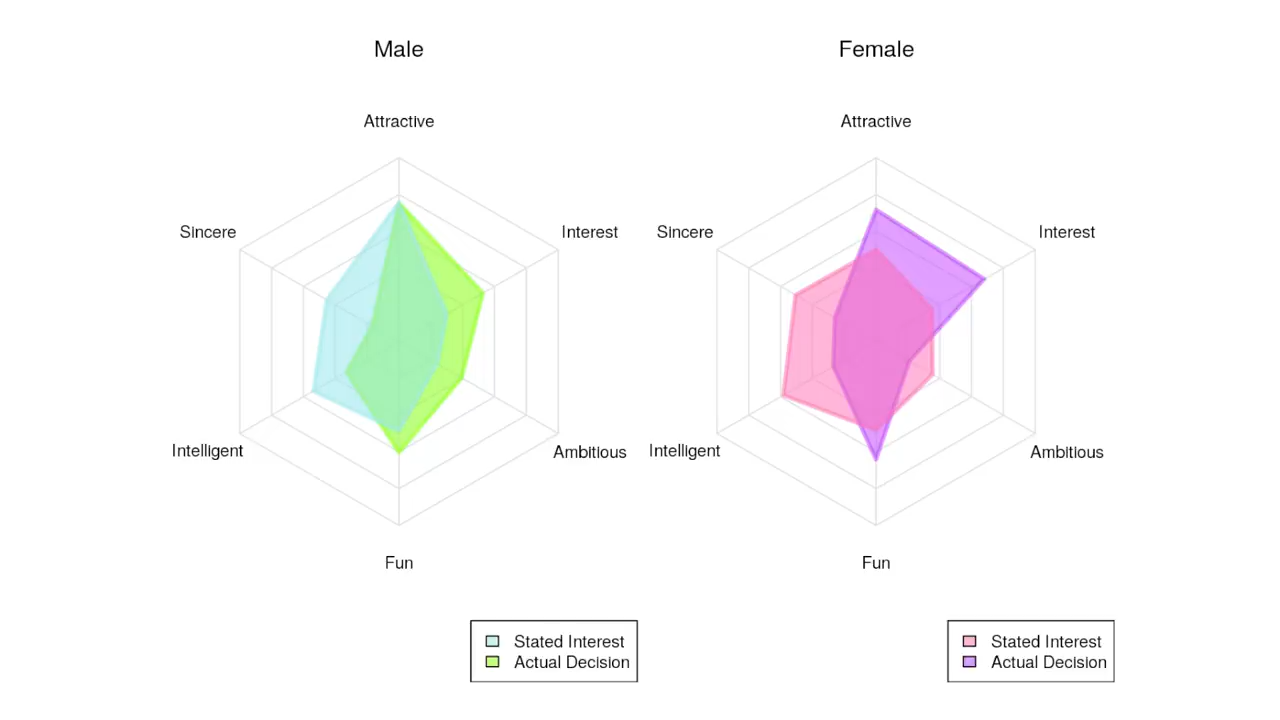 Male
Female
Attractive
Attractive
Sincere
Interest
Sincere
Interest
Intelligent
Ambitious
Intelligent
Ambitious
Fun
Fun
Stated Interest
Actual Decision
Stated Interest
Actual Decision